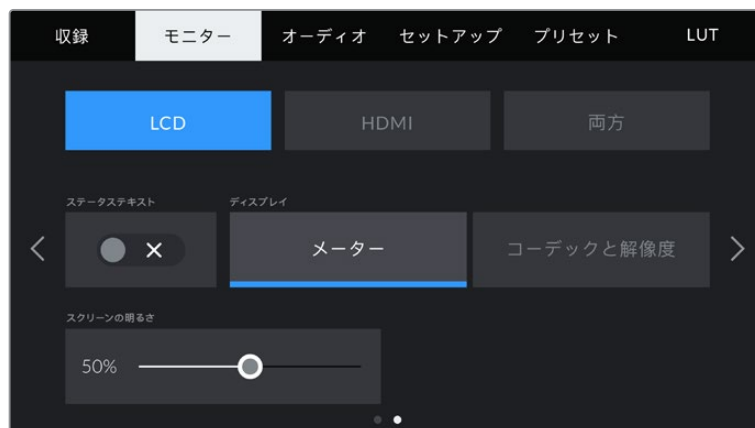 収録 モニター オーディオ セットアップ プリセット LUT
LCD HDMI 両方
ステータステキスト ディスプレイ
メーター コーデックと解像度
スクリーンの明るさ
50%